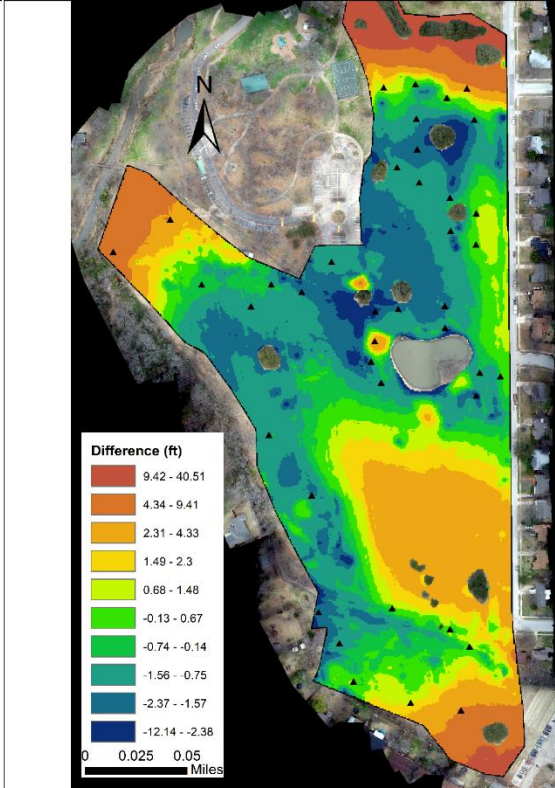 N
Difference (ft)
9.42 - 40.51
4.34 - 9.41
2.31 - 4.33
1.49 - 2.3
0.68 - 1.48
-0.13 - 0.67
-0.74 - -0.14
-1.56 - -0.75
-2.37 - -1.57
-12.14 - -2.38
0 0.025 0.05
Miles